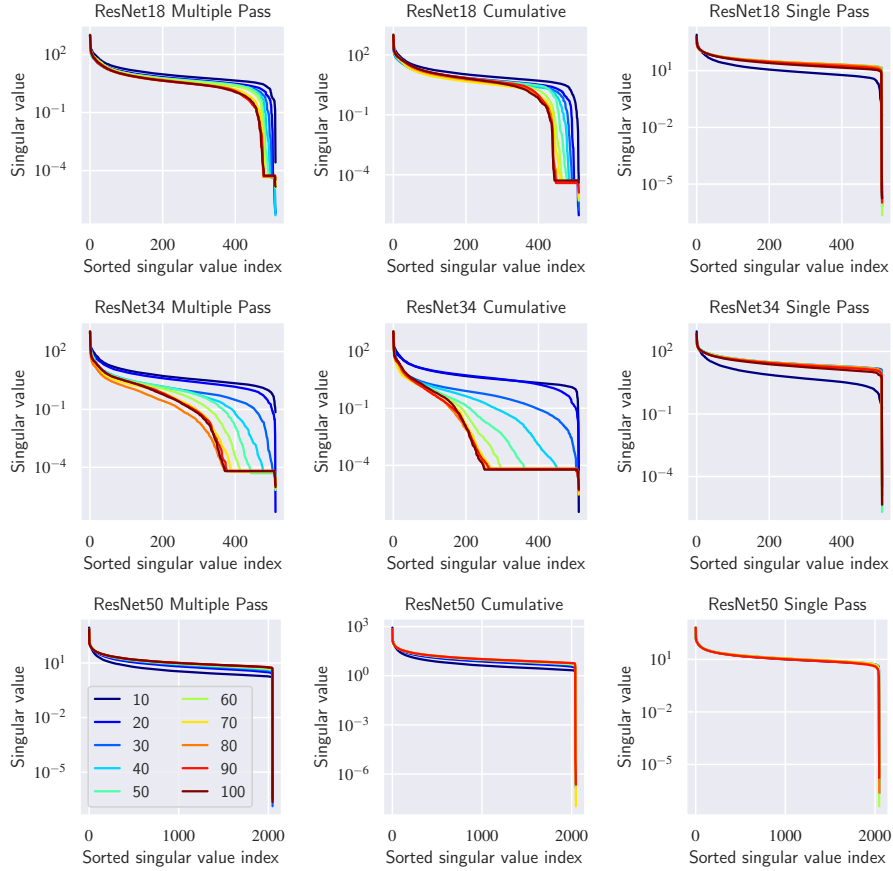 ResNet18 Multiple Pass
ResNet18 Cumulative
ResNet18 Single Pass
Singular value
10^2
10^-1
10^-4
0 200 400
Sorted singular value index
Singular value
10^2
10^-1
10^-4
0 200 400
Sorted singular value index
Singular value
10^1
10^-2
10^-5
0 200 400
Sorted singular value index
ResNet34 Multiple Pass
ResNet34 Cumulative
ResNet34 Single Pass
Singular value
10^2
10^-1
10^-4
0 200 400
Sorted singular value index
Singular value
10^2
10^-1
10^-4
0 200 400
Sorted singular value index
Singular value
10^2
10^-1
10^-4
0 200 400
Sorted singular value index
ResNet50 Multiple Pass
ResNet50 Cumulative
ResNet50 Single Pass
Singular value
10^1
10^-2
10^-5
10 60
20 70
30 80
40 90
50 100
0 1000 2000
Sorted singular value index
Singular value
10^3
10^0
10^-3
10^-6
0 1000 2000
Sorted singular value index
Singular value
10^1
10^-2
10^-5
0 1000 2000
Sorted singular value index